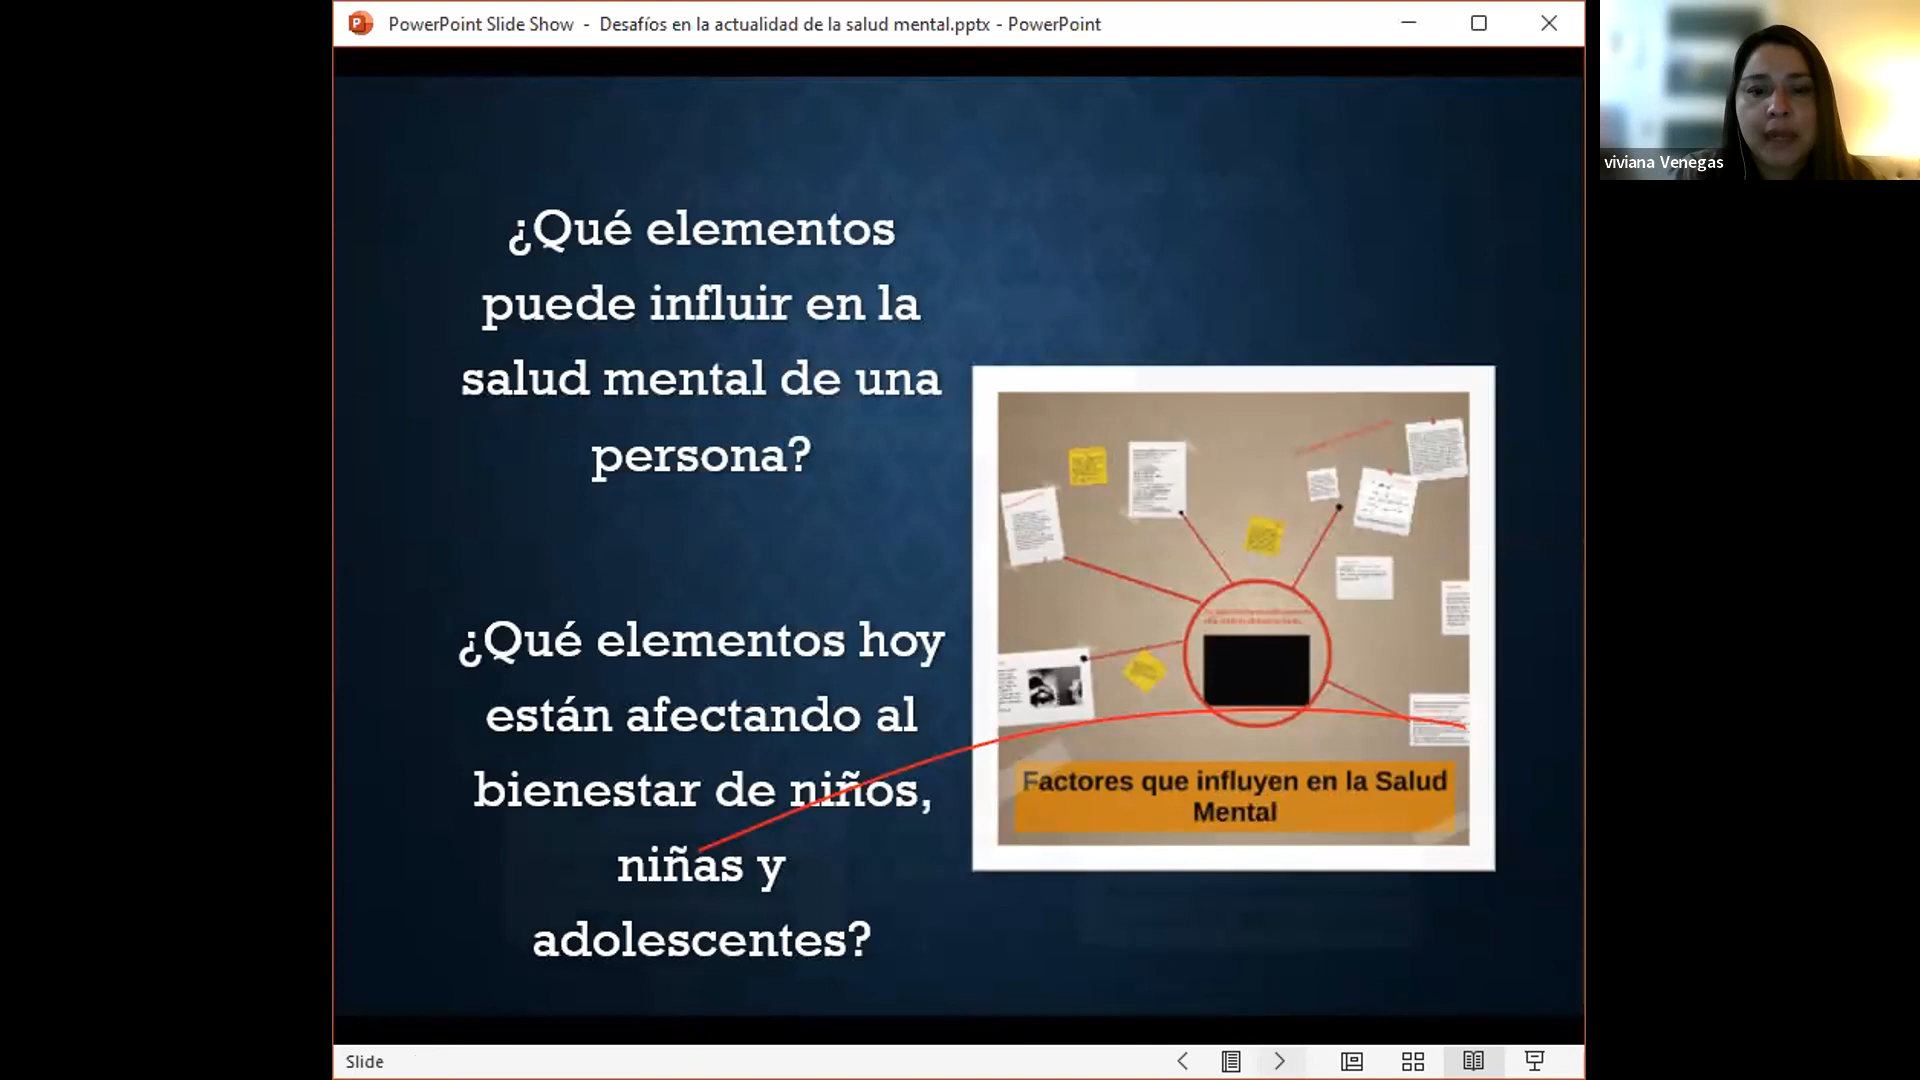 PowerPoint Slide Show - Desafíos en la actualidad de la salud mental.pptx - PowerPoint
viviana Venegas
¿Qué elementos
puede influir en la
salud mental de una
persona?
¿Qué elementos hoy
están afectando al
bienestar de niños,
niñas y
adolescentes?
Factores que influyen en la Salud
Mental
Slide